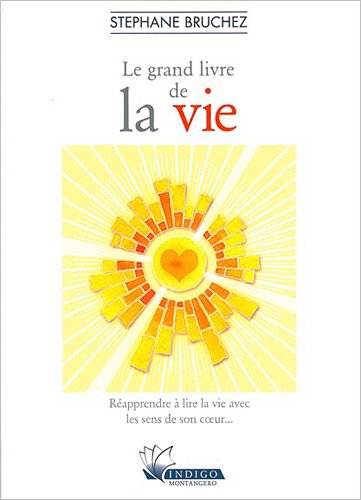 STEPHANE BRUCHEZ
Le grand livre
de
la vie
Réapprendre à lire la vie avec
les sens de son cœur...
INDIGO
MONTANGERO